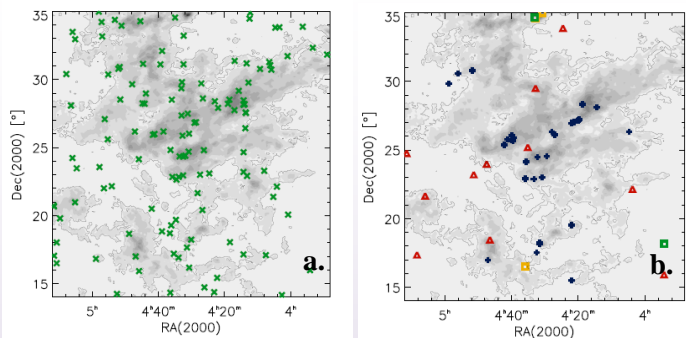 35
30
25
20
15
Dec(2000) [°]
5ʰ
4ʰ40ᵐ
4ʰ20ᵐ
4ʰ
RA(2000)
a.
35
30
25
20
15
Dec(2000) [°]
5ʰ
4ʰ40ᵐ
4ʰ20ᵐ
4ʰ
RA(2000)
b.